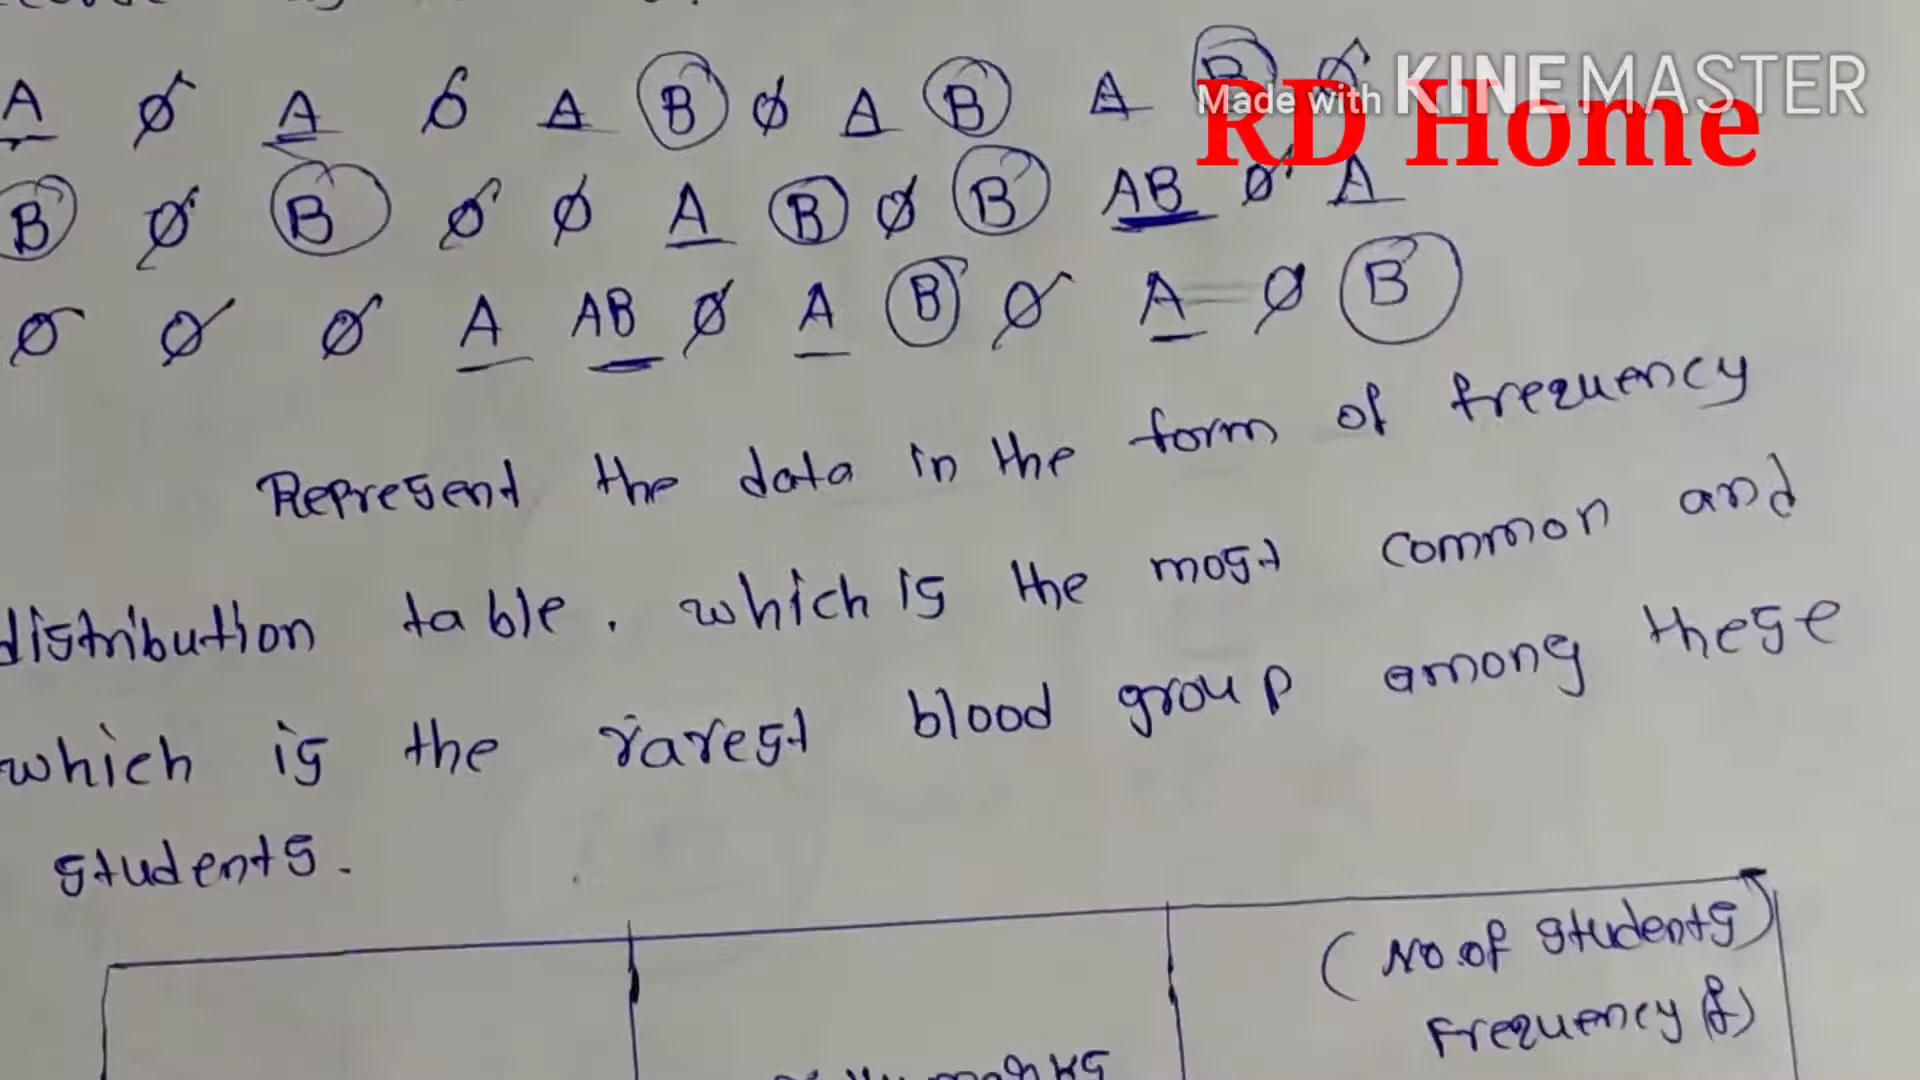 A O A O A B O A B A B O
Made with KINEMASTER
RD Home
B O B O O A B O B AB O A
O O O A AB O A B O A O B
Represent the data in the form of frequency
distribution table. which is the most common and
which is the rarest blood group among these
students.
(No.of students)
Frequency (f)